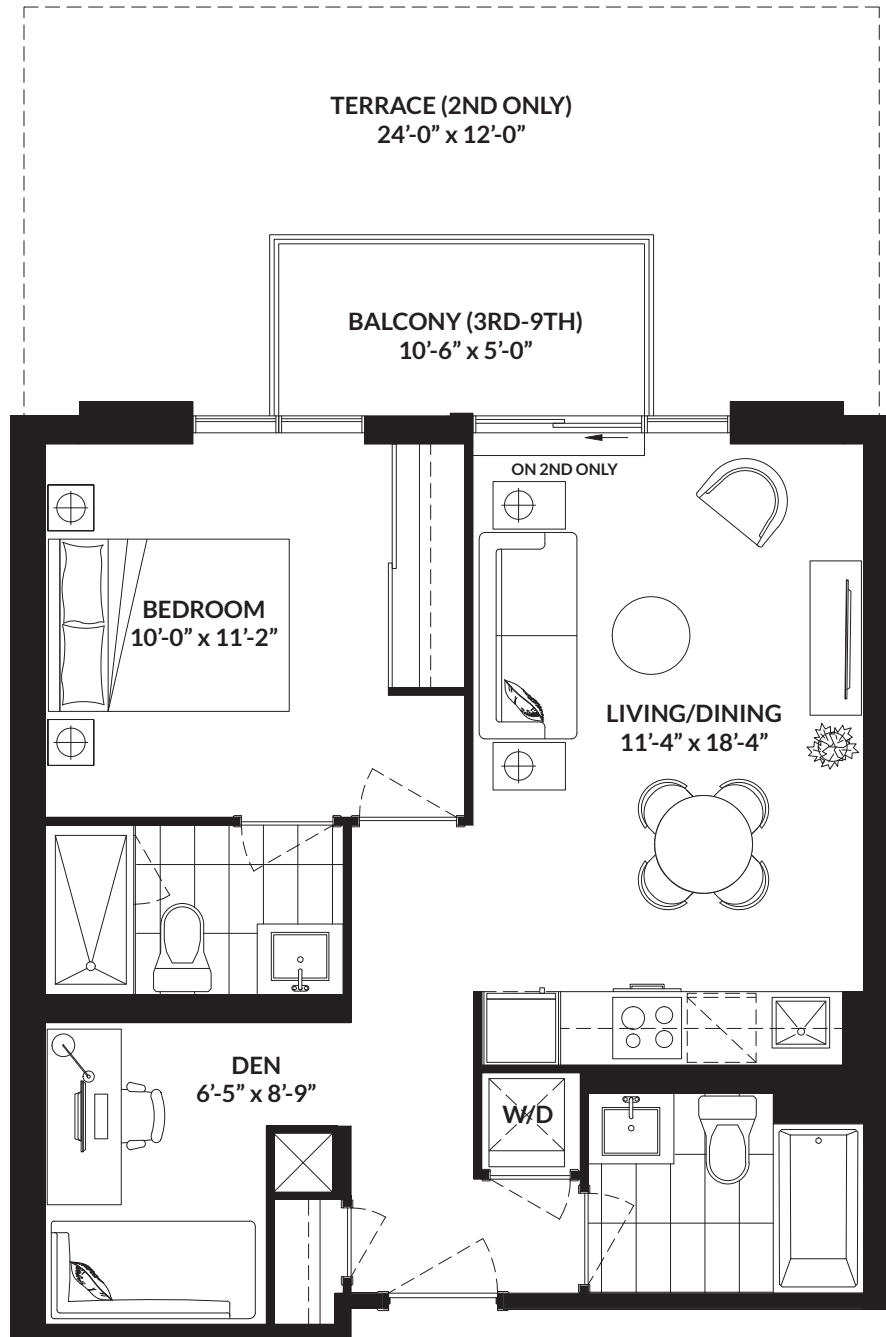 TERRACE (2ND ONLY)
24’-0” x 12’-0”
BALCONY (3RD-9TH)
10’-6” x 5’-0”
ON 2ND ONLY
BEDROOM
10’-0” x 11’-2”
LIVING/DINING
11’-4” x 18’-4”
DEN
6’-5” x 8’-9”
W/D